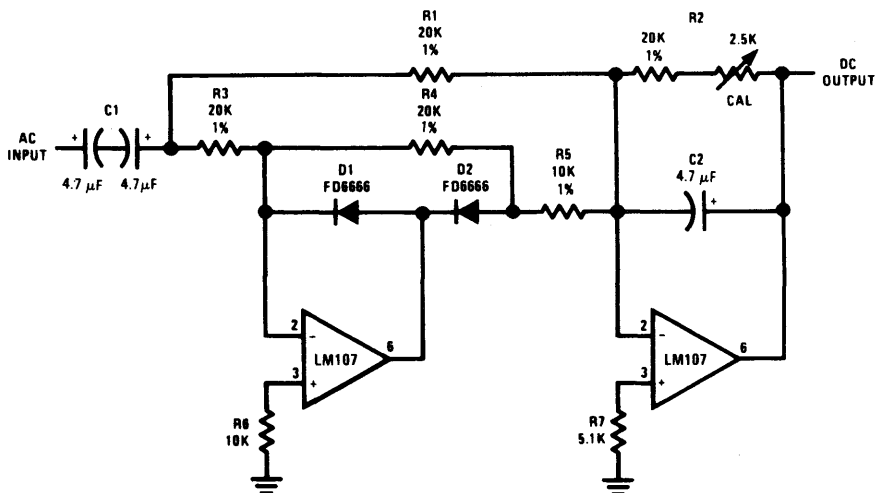 R1
20K
1%
R2
20K
1%
2.5K
CAL
DC
OUTPUT
R3
20K
1%
R4
20K
1%
C1
AC
INPUT
+
+
4.7 µF
4.7 µF
D1
FD6666
D2
FD6666
R5
10K
1%
C2
4.7 µF
+
2
−
LM107
6
3
+
R6
10K
2
−
LM107
6
3
+
R7
5.1K